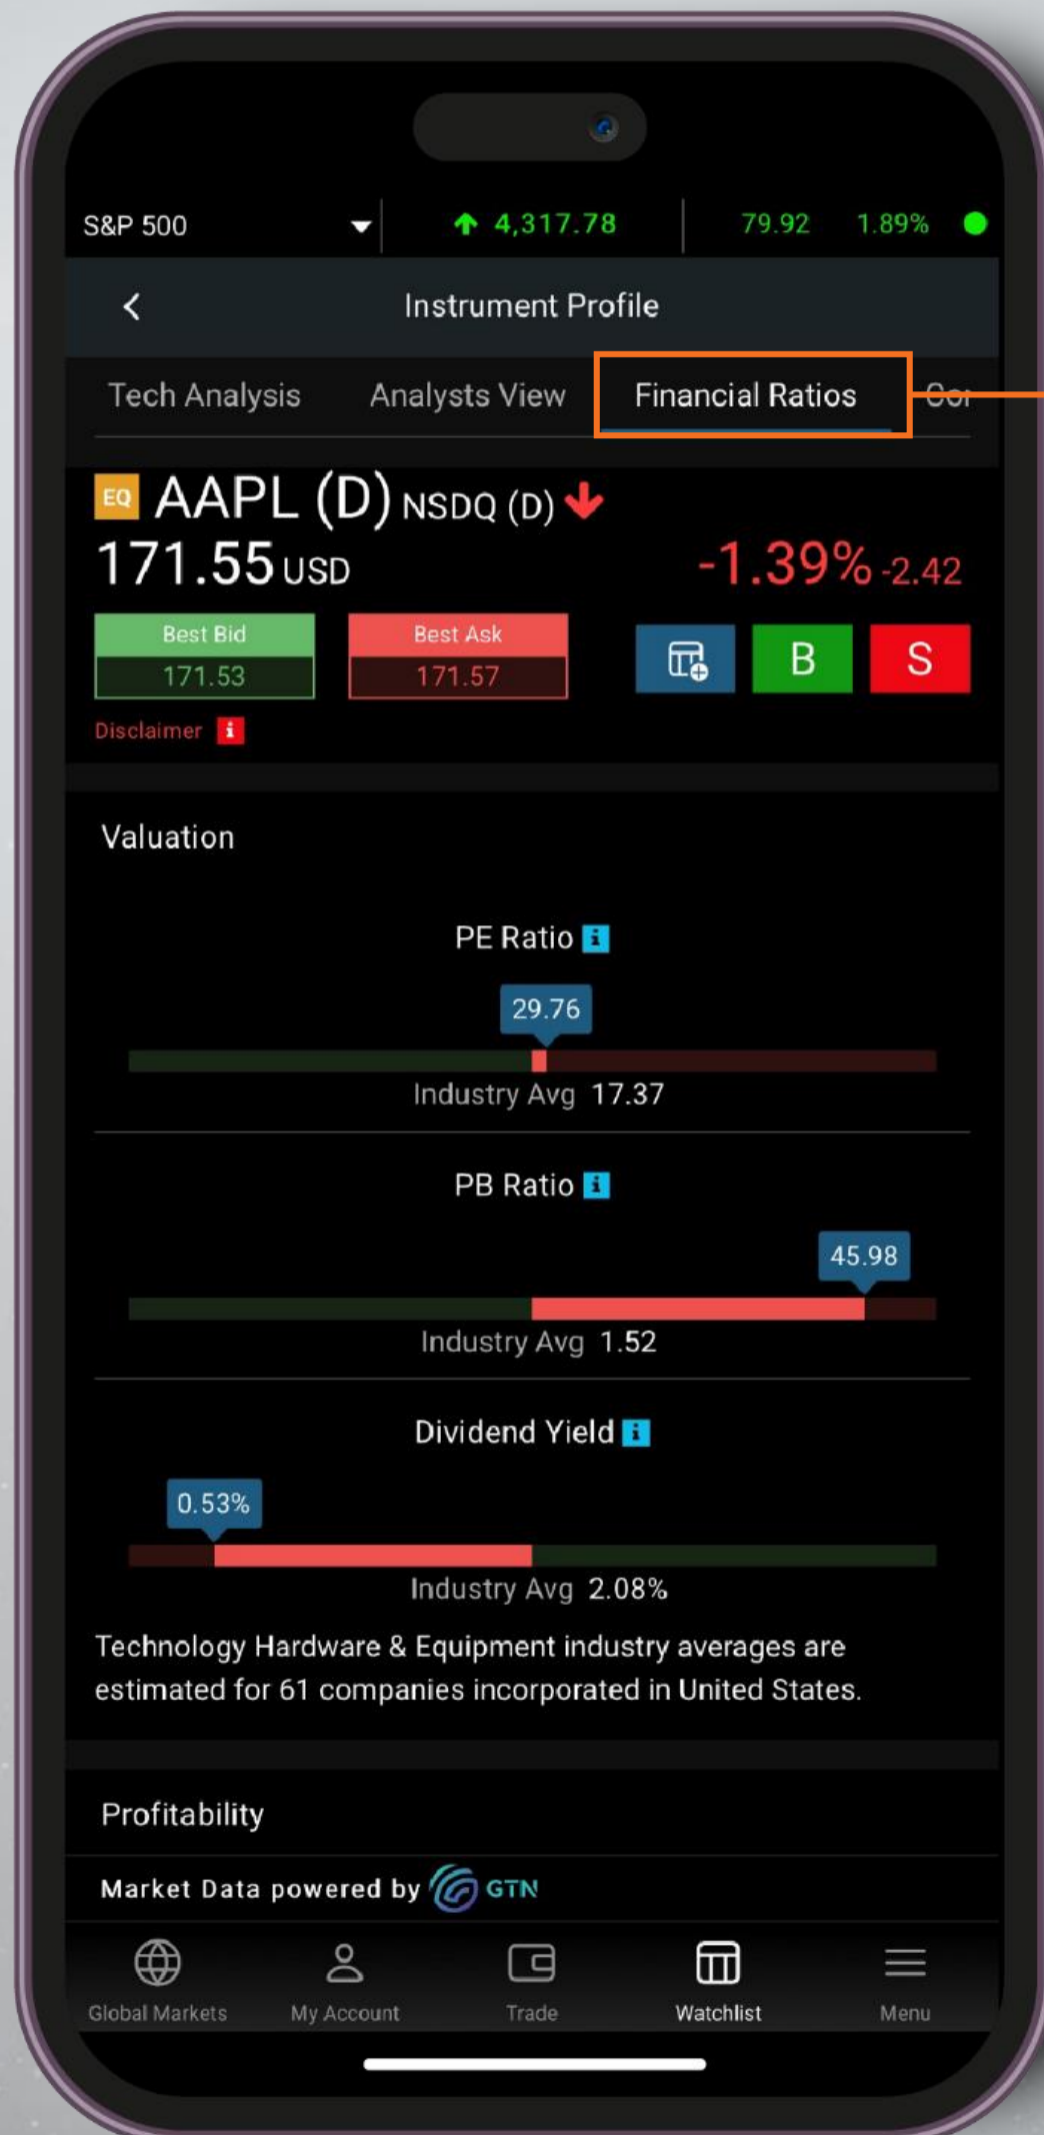 S&P 500 4,317.78 79.92 1.89%
Instrument Profile
Tech Analysis Analysts View Financial Ratios
EQ AAPL (D) NSDQ (D)
171.55 USD -1.39% -2.42
Best Bid Best Ask
171.53 171.57 B S
Disclaimer i
Valuation
PE Ratio i
29.76
Industry Avg 17.37
PB Ratio i
45.98
Industry Avg 1.52
Dividend Yield i
0.53%
Industry Avg 2.08%
Technology Hardware & Equipment industry averages are
estimated for 61 companies incorporated in United States.
Profitability
Market Data powered by GTN
Global Markets My Account Trade Watchlist Menu